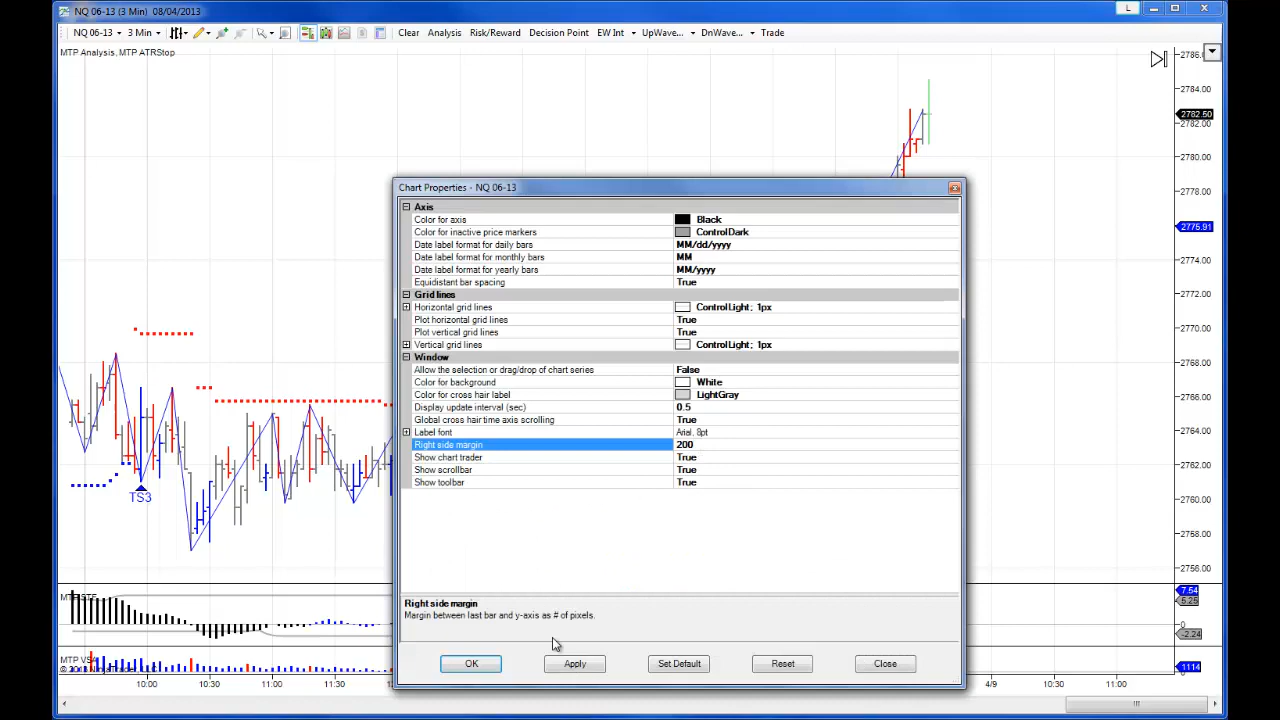 NQ 06-13 (3 Min) 08/04/2013
L
NQ 06-13 3 Min Clear Analysis Risk/Reward Decision Point EW Int UpWave... DnWave... Trade
MTP Analysis, MTP ATRStop
2786.
2784.00
2782.50
2782.00
2780.00
2778.00
2775.91
2774.00
2772.00
2770.00
2768.00
2766.00
2764.00
2762.00
2760.00
2758.00
2756.00
TS3
Chart Properties - NQ 06-13
Axis
Color for axis Black
Color for inactive price markers ControlDark
Date label format for daily bars MM/dd/yyyy
Date label format for monthly bars MM
Date label format for yearly bars MM/yyyy
Equidistant bar spacing True
Grid lines
Horizontal grid lines ControlLight; 1px
Plot horizontal grid lines True
Plot vertical grid lines True
Vertical grid lines ControlLight; 1px
Window
Allow the selection or drag/drop of chart series False
Color for background White
Color for cross hair label LightGray
Display update interval (sec) 0.5
Global cross hair time axis scrolling True
Label font Arial, 8pt
Right side margin 200
Show chart trader True
Show scrollbar True
Show toolbar True
Right side margin
Margin between last bar and y-axis as # of pixels.
OK Apply Set Default Reset Close
MTP STE
7.54
5.25
0
-2.24
MTP VSA
1114
10:00 10:30 11:00 11:30 4/9 10:30 11:00